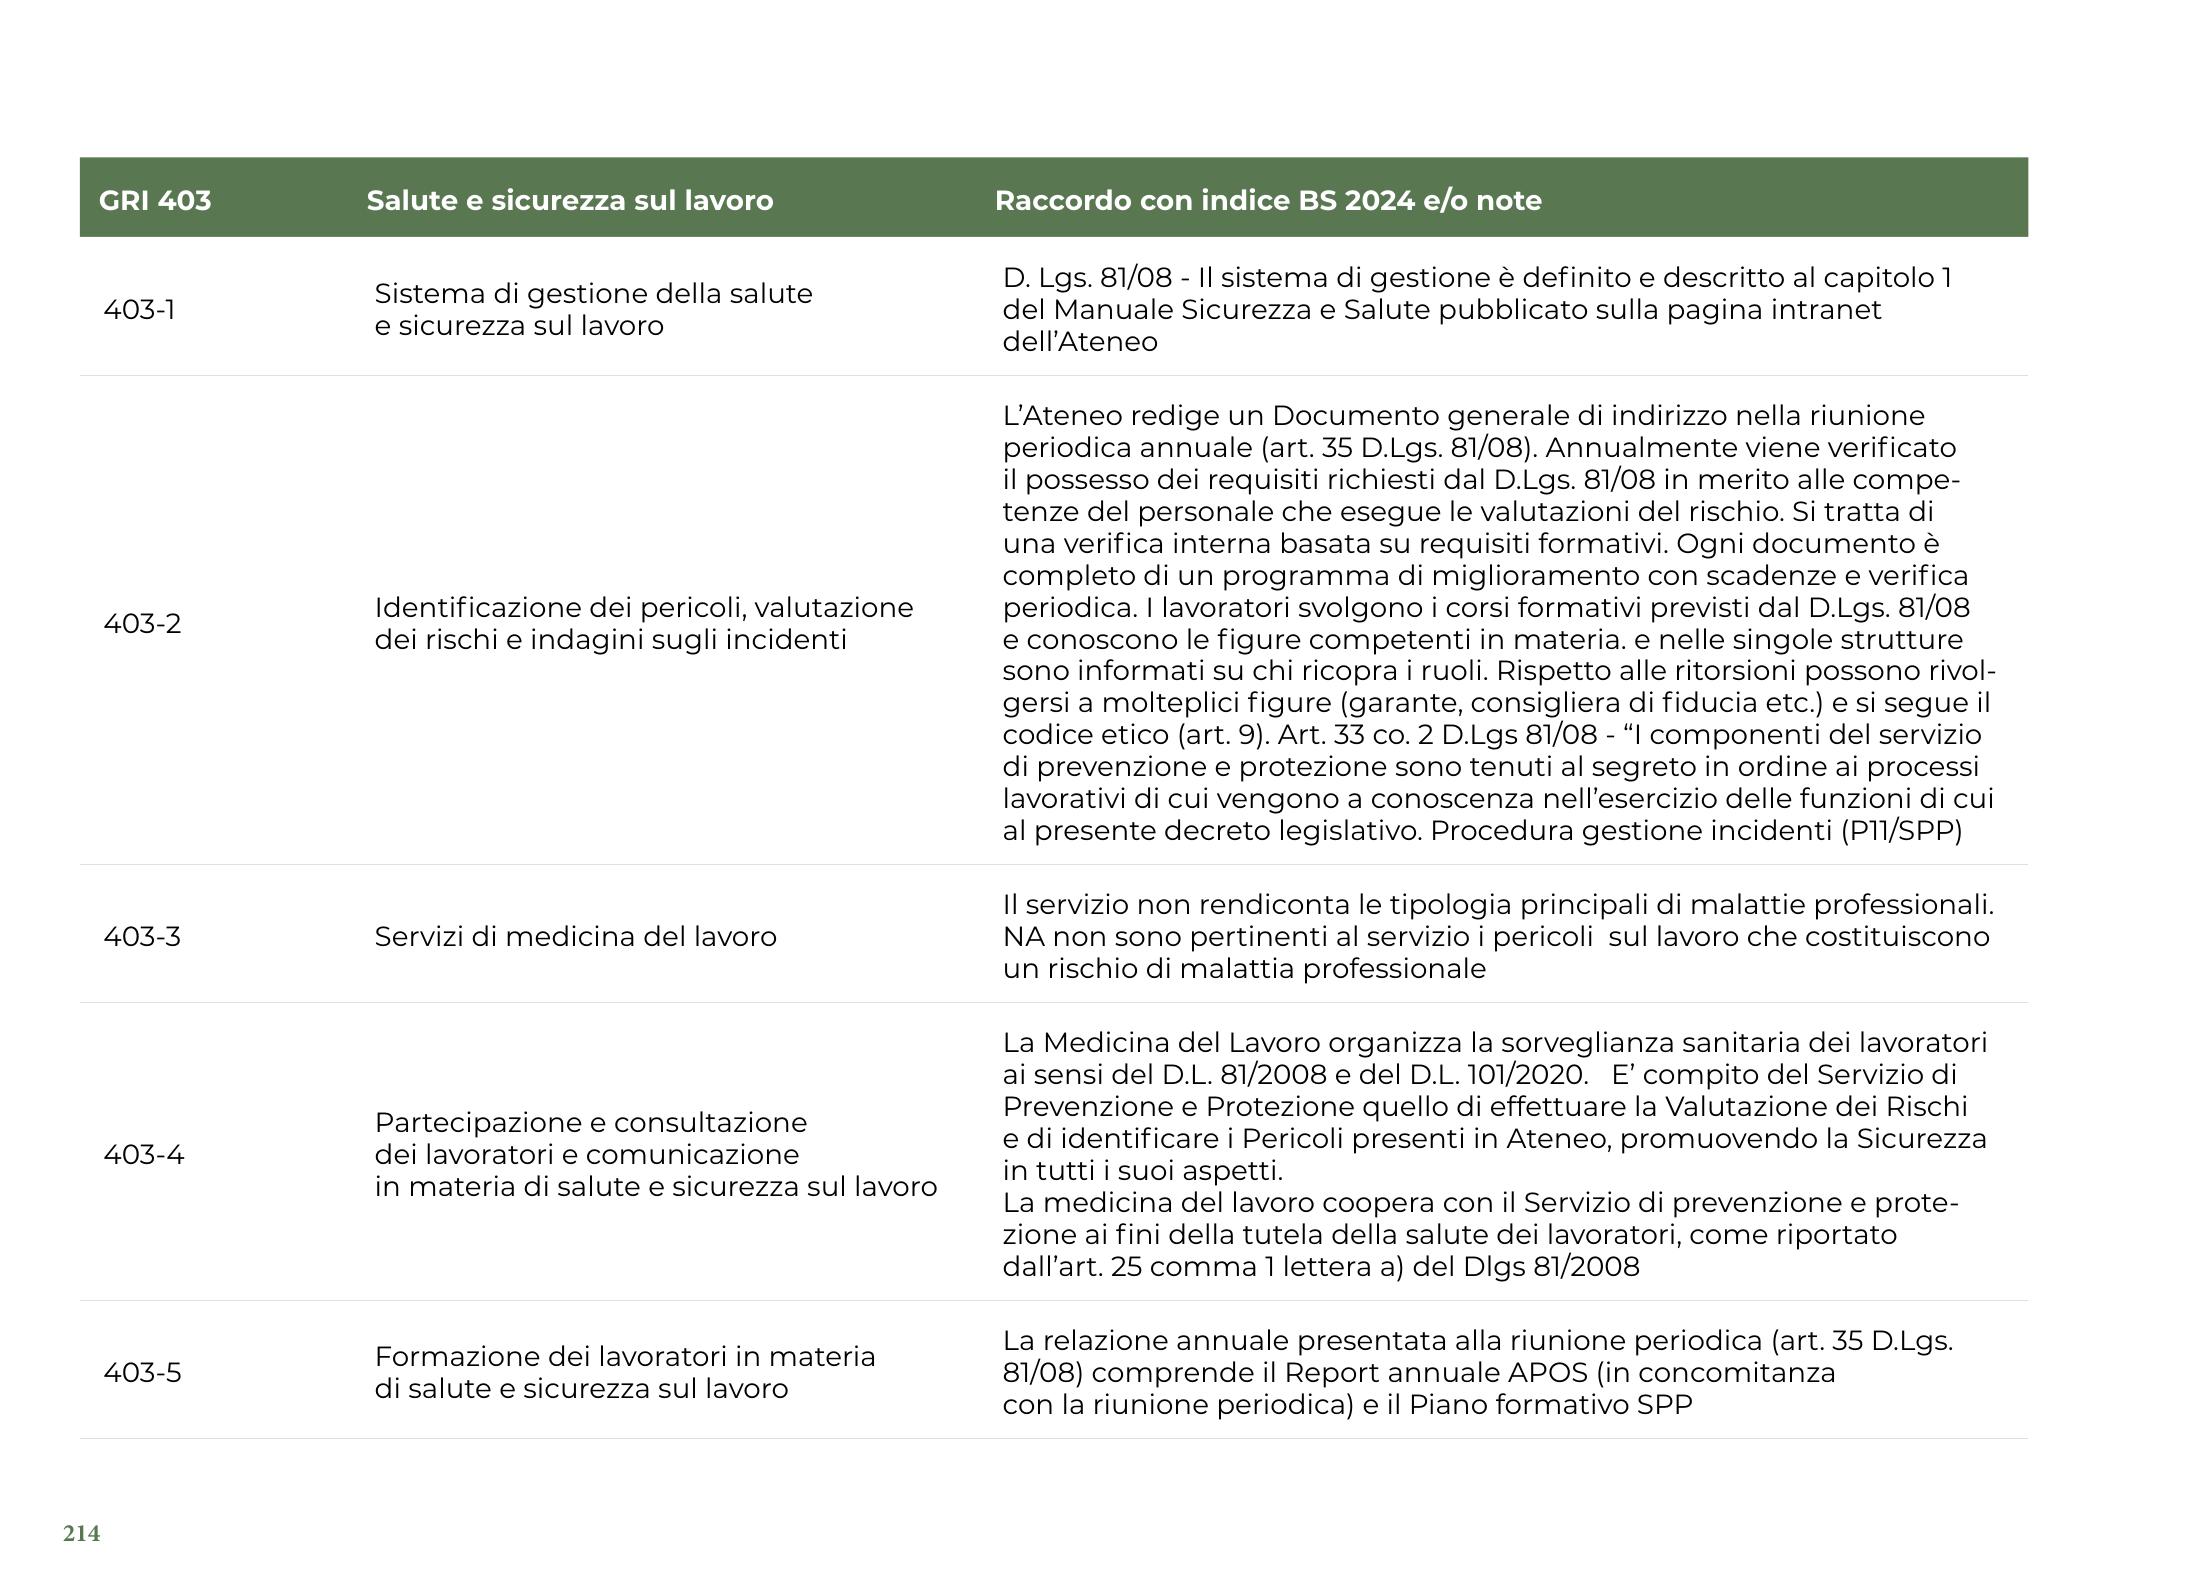 GRI 403 Salute e sicurezza sul lavoro Raccordo con indice BS 2024 e/o note
403-1
Sistema di gestione della salute
e sicurezza sul lavoro
D. Lgs. 81/08 - Il sistema di gestione è definito e descritto al capitolo 1
del Manuale Sicurezza e Salute pubblicato sulla pagina intranet
dell’Ateneo
403-2
Identificazione dei pericoli, valutazione
dei rischi e indagini sugli incidenti
L’Ateneo redige un Documento generale di indirizzo nella riunione
periodica annuale (art. 35 D.Lgs. 81/08). Annualmente viene verificato
il possesso dei requisiti richiesti dal D.Lgs. 81/08 in merito alle compe-
tenze del personale che esegue le valutazioni del rischio. Si tratta di
una verifica interna basata su requisiti formativi. Ogni documento è
completo di un programma di miglioramento con scadenze e verifica
periodica. I lavoratori svolgono i corsi formativi previsti dal D.Lgs. 81/08
e conoscono le figure competenti in materia. e nelle singole strutture
sono informati su chi ricopra i ruoli. Rispetto alle ritorsioni possono rivol-
gersi a molteplici figure (garante, consigliera di fiducia etc.) e si segue il
codice etico (art. 9). Art. 33 co. 2 D.Lgs 81/08 - “I componenti del servizio
di prevenzione e protezione sono tenuti al segreto in ordine ai processi
lavorativi di cui vengono a conoscenza nell’esercizio delle funzioni di cui
al presente decreto legislativo. Procedura gestione incidenti (P11/SPP)
403-3
Servizi di medicina del lavoro
Il servizio non rendiconta le tipologia principali di malattie professionali.
NA non sono pertinenti al servizio i pericoli  sul lavoro che costituiscono
un rischio di malattia professionale
403-4
Partecipazione e consultazione
dei lavoratori e comunicazione
in materia di salute e sicurezza sul lavoro
La Medicina del Lavoro organizza la sorveglianza sanitaria dei lavoratori
ai sensi del D.L. 81/2008 e del D.L. 101/2020.   E’ compito del Servizio di
Prevenzione e Protezione quello di effettuare la Valutazione dei Rischi
e di identificare i Pericoli presenti in Ateneo, promuovendo la Sicurezza
in tutti i suoi aspetti.
La medicina del lavoro coopera con il Servizio di prevenzione e prote-
zione ai fini della tutela della salute dei lavoratori, come riportato
dall’art. 25 comma 1 lettera a) del Dlgs 81/2008
403-5
Formazione dei lavoratori in materia
di salute e sicurezza sul lavoro
La relazione annuale presentata alla riunione periodica (art. 35 D.Lgs.
81/08) comprende il Report annuale APOS (in concomitanza
con la riunione periodica) e il Piano formativo SPP
214